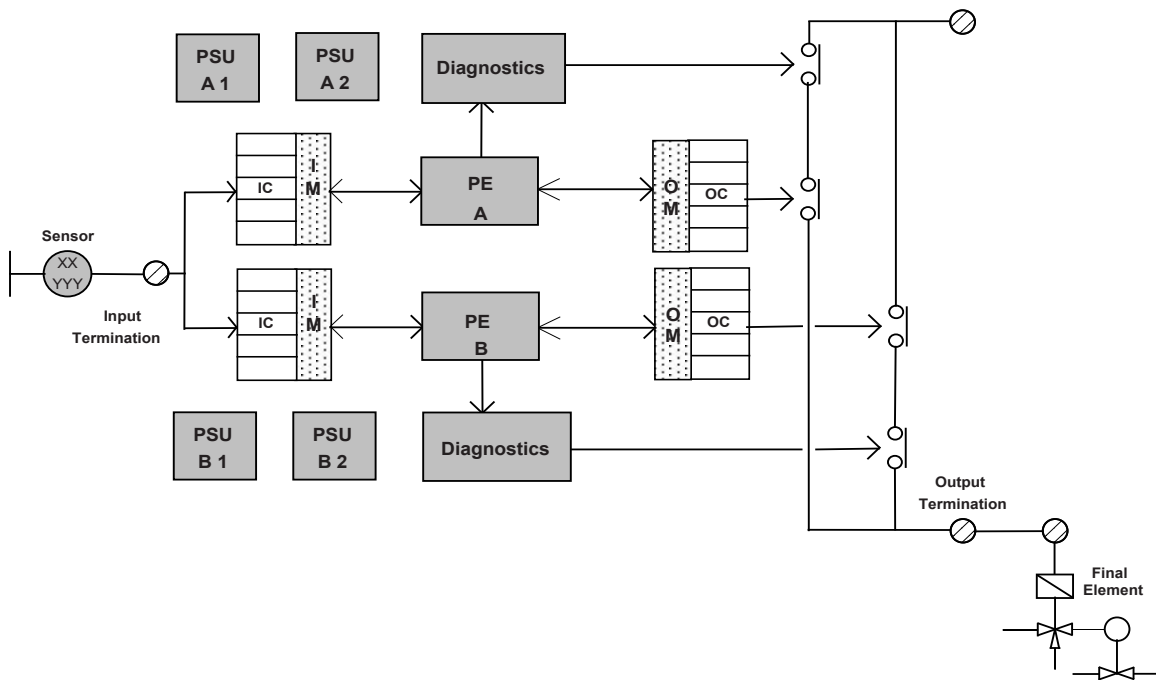 PSU
A 1
PSU
A 2
Diagnostics
IC
I
M
PE
A
O
M
OC
Sensor
XX
YYY
Input
Termination
IC
I
M
PE
B
O
M
OC
PSU
B 1
PSU
B 2
Diagnostics
Output
Termination
Final
Element